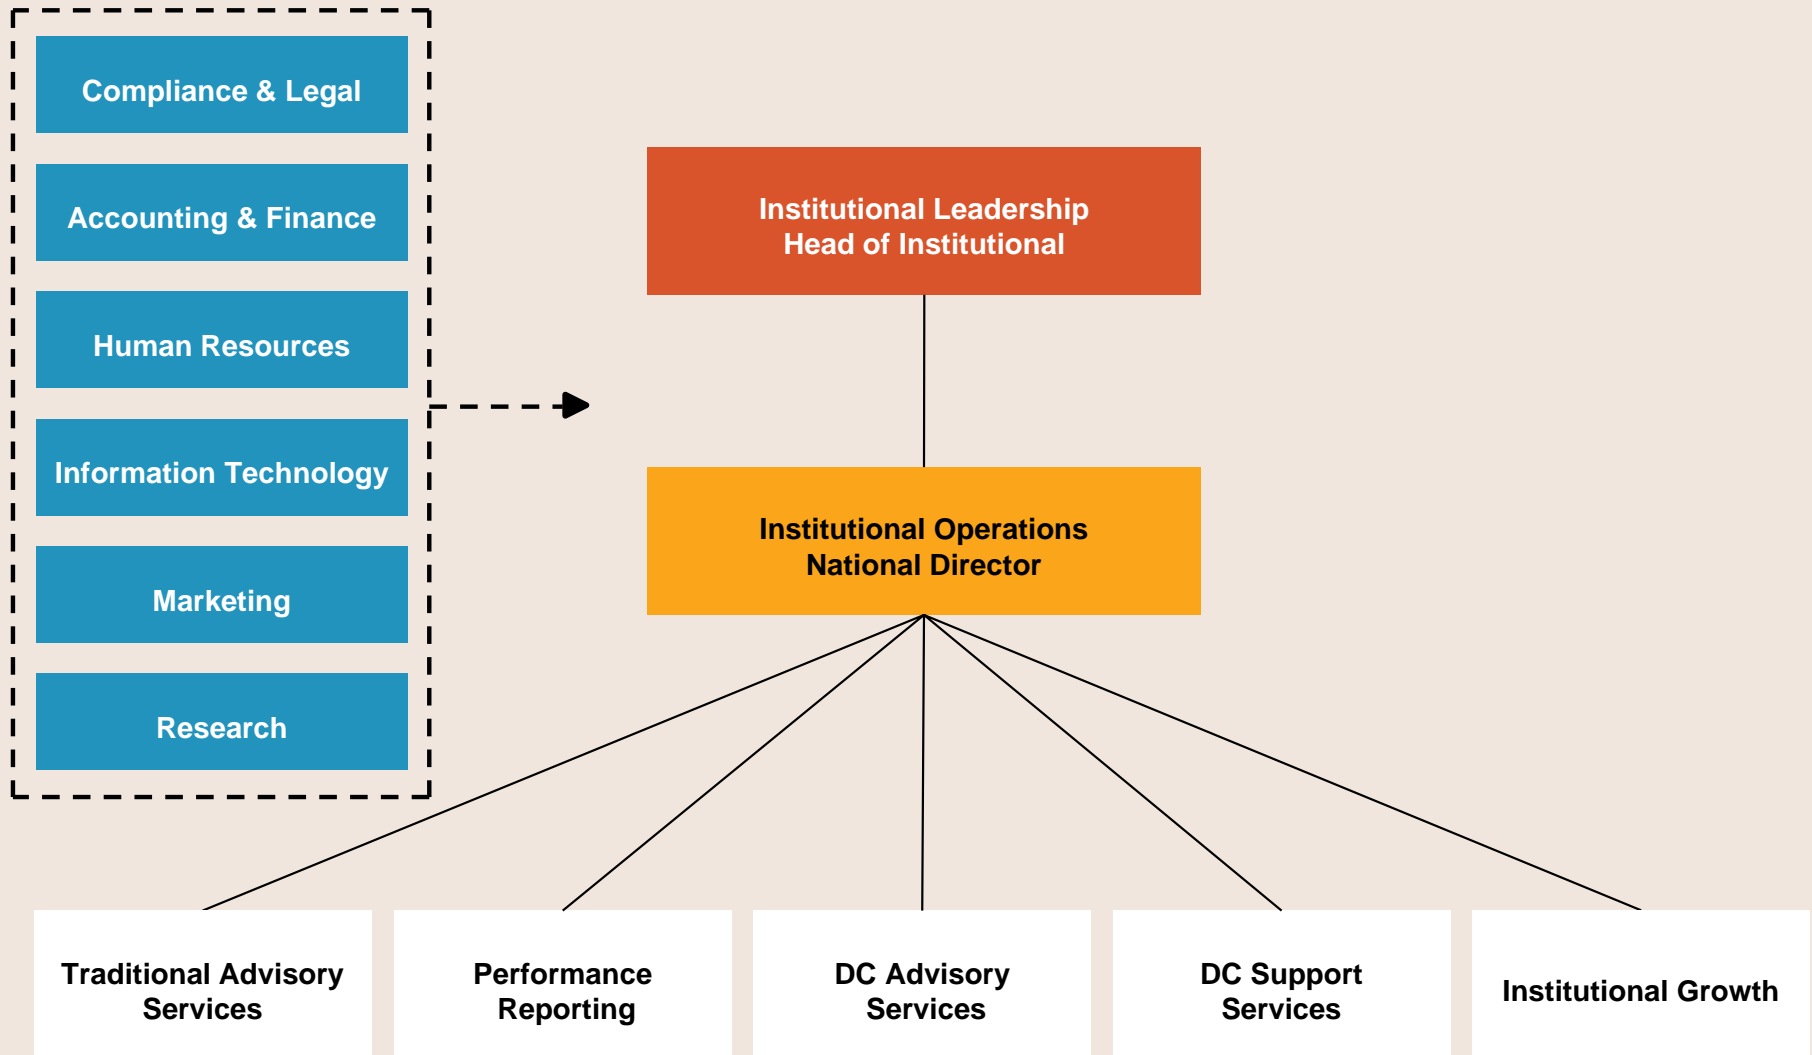 Compliance & Legal
Accounting & Finance
Human Resources
Information Technology
Marketing
Research
Institutional Leadership
Head of Institutional
Institutional Operations
National Director
Traditional Advisory
Services
Performance
Reporting
DC Advisory
Services
DC Support
Services
Institutional Growth